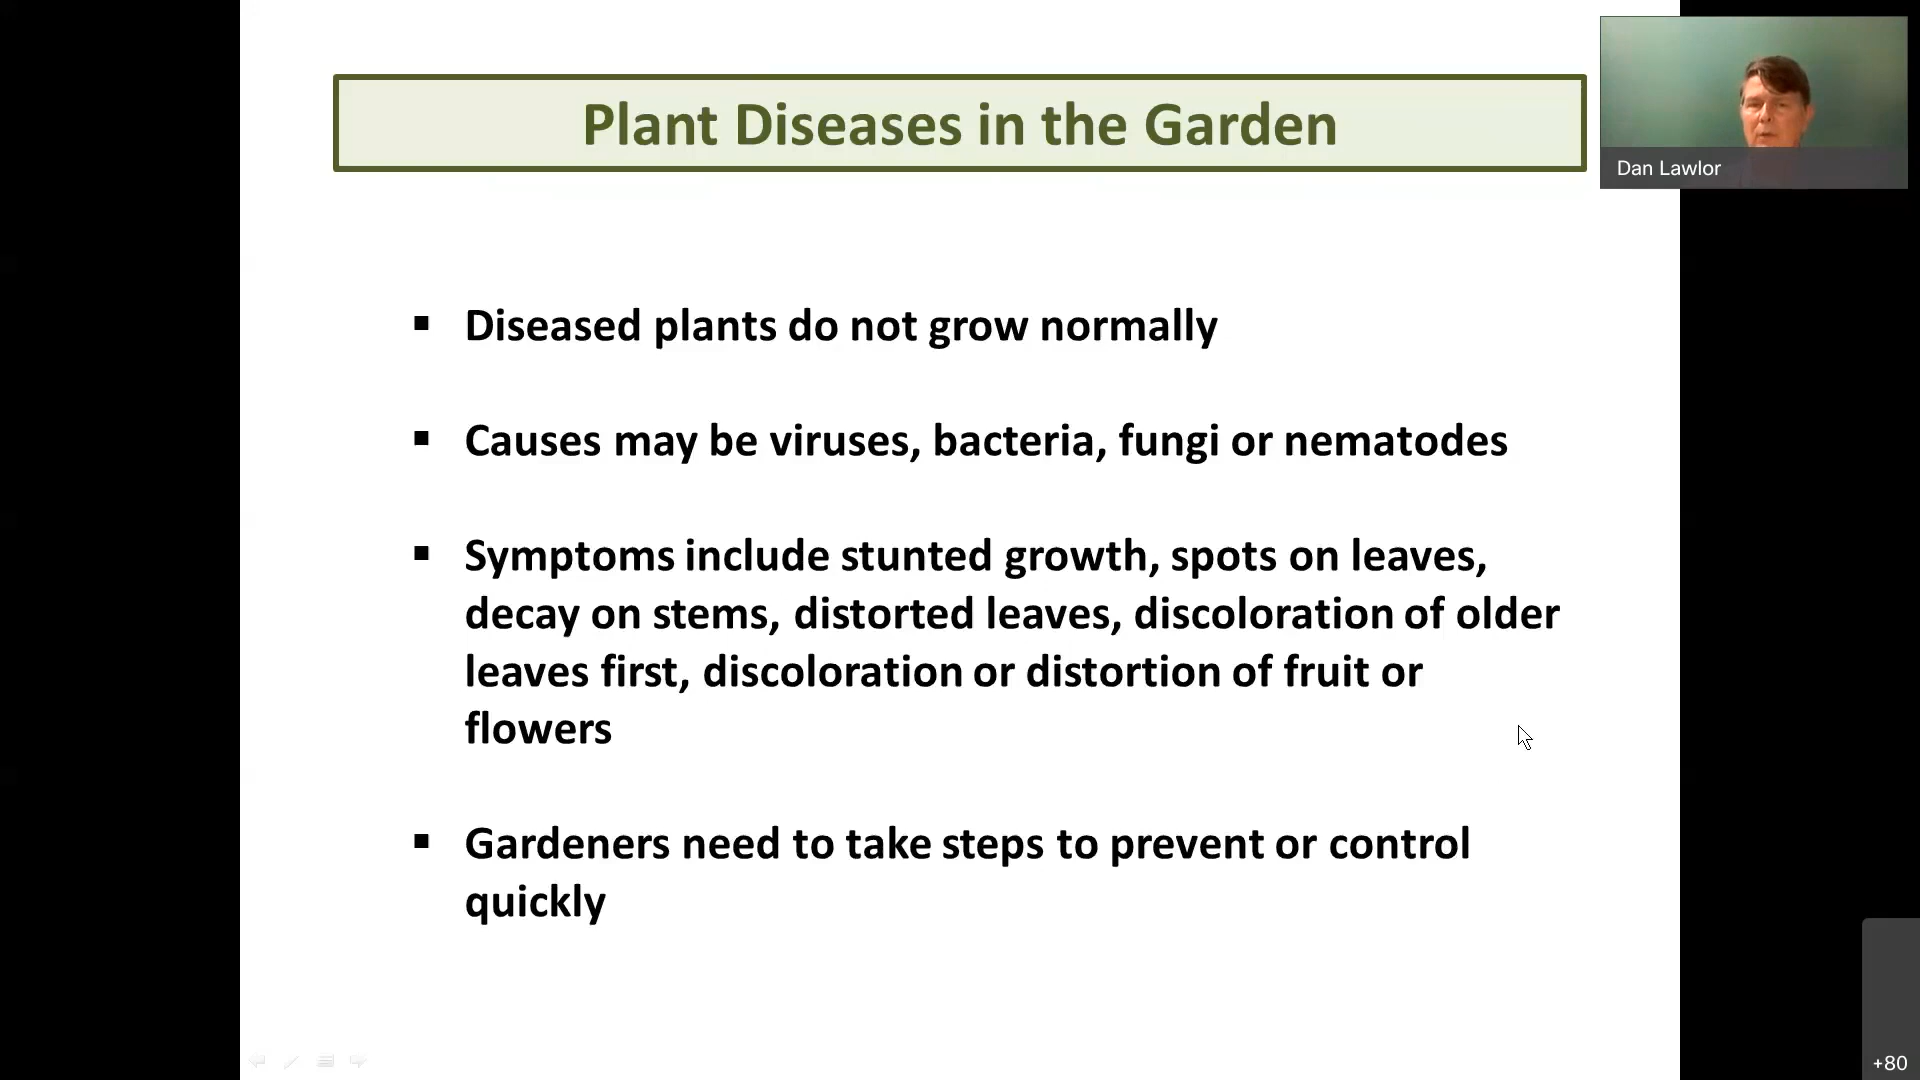 Plant Diseases in the Garden
Dan Lawlor
▪ Diseased plants do not grow normally
▪ Causes may be viruses, bacteria, fungi or nematodes
▪ Symptoms include stunted growth, spots on leaves,
decay on stems, distorted leaves, discoloration of older
leaves first, discoloration or distortion of fruit or
flowers
▪ Gardeners need to take steps to prevent or control
quickly
+80